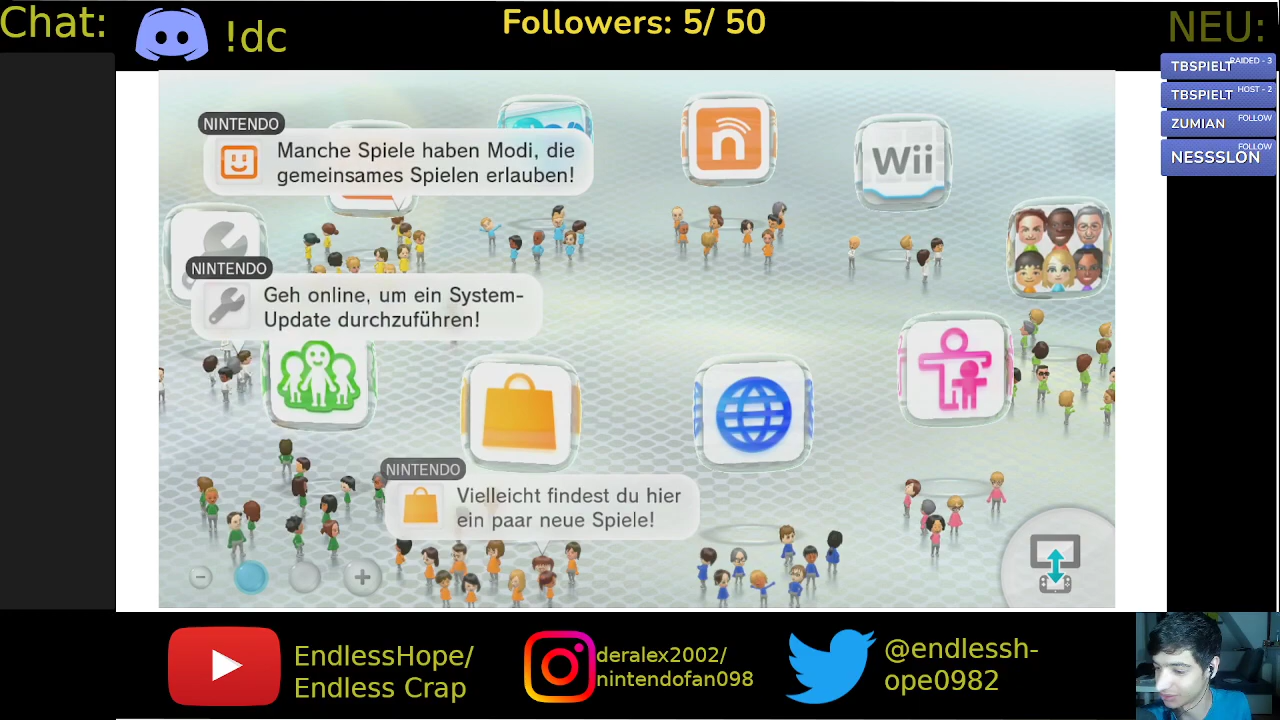 Chat:
!dc
Followers: 5/ 50
NEU:
TBSPIELT RAIDED - 3
TBSPIELT HOST - 2
ZUMIAN FOLLOW
NESSSLON FOLLOW
NINTENDO
Manche Spiele haben Modi, die
gemeinsames Spielen erlauben!
Wii
NINTENDO
Geh online, um ein System-
Update durchzuführen!
NINTENDO
Vielleicht findest du hier
ein paar neue Spiele!
EndlessHope/
Endless Crap
deralex2002/
nintendofan098
@endlessh-
ope0982